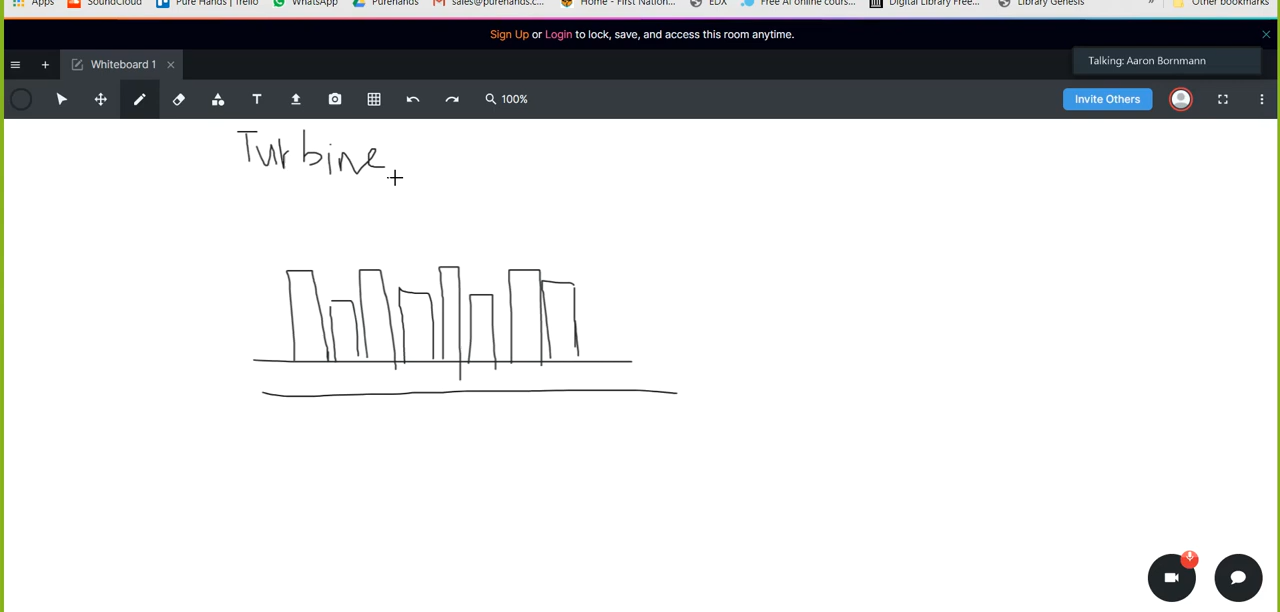 Apps SoundCloud Pure Hands | Trello WhatsApp Purehands sales@purehands.c... Home - First Nation... EDX Free AI online cours... Digital Library Free... Library Genesis » Other bookmarks
Sign Up or Login to lock, save, and access this room anytime.
Whiteboard 1
Talking: Aaron Bornmann
T 100% Invite Others
Turbine